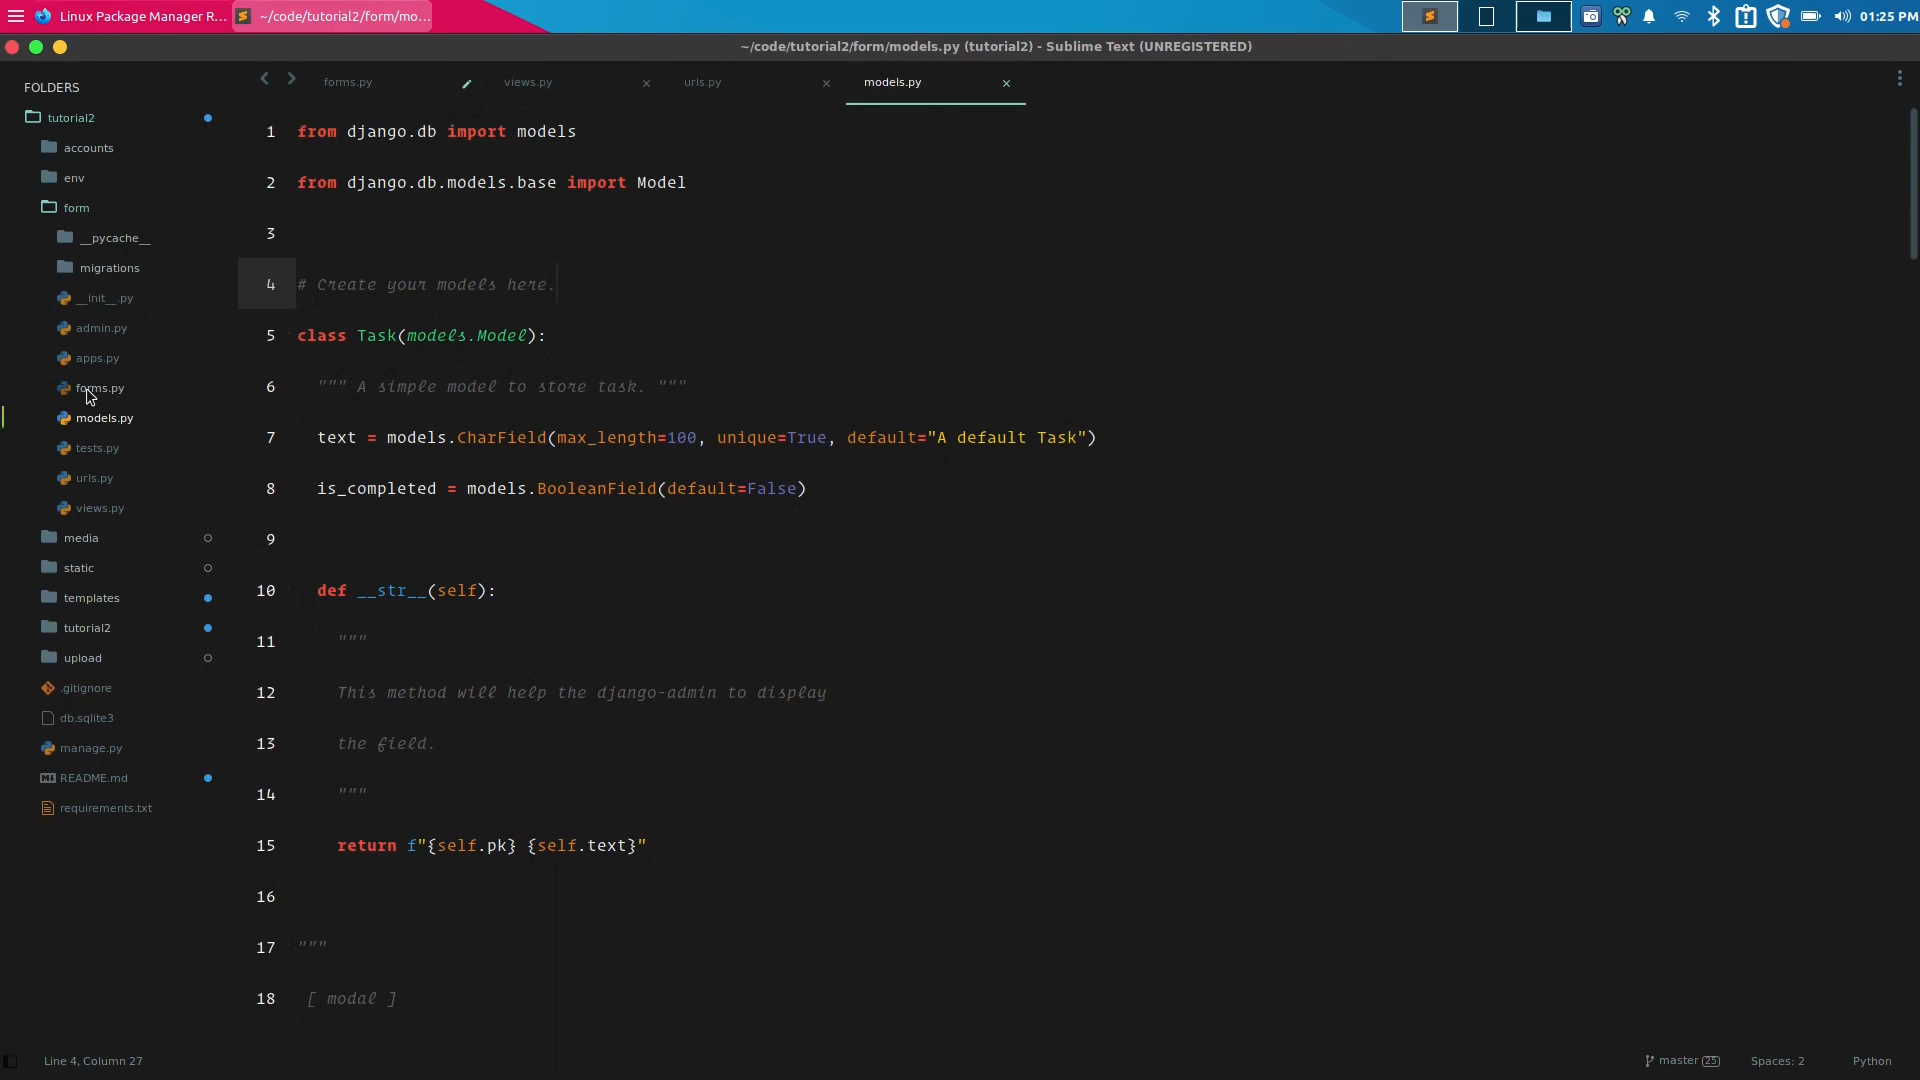 Linux Package Manager R...
~/code/tutorial2/form/mo...
01:25 PM
~/code/tutorial2/form/models.py (tutorial2) - Sublime Text (UNREGISTERED)
FOLDERS
tutorial2
accounts
env
form
__pycache__
migrations
__init__.py
admin.py
apps.py
forms.py
models.py
tests.py
urls.py
views.py
media
static
templates
tutorial2
upload
.gitignore
db.sqlite3
manage.py
README.md
requirements.txt
forms.py
views.py
urls.py
models.py
1 from django.db import models
2 from django.db.models.base import Model
3
4 # Create your models here.
5 class Task(models.Model):
6 """ A simple model to store task. """
7 text = models.CharField(max_length=100, unique=True, default="A default Task")
8 is_completed = models.BooleanField(default=False)
9
10 def __str__(self):
11 """
12 This method will help the django-admin to display
13 the field.
14 """
15 return f"{self.pk} {self.text}"
16
17 """
18 [ modal ]
Line 4, Column 27
master 25
Spaces: 2
Python